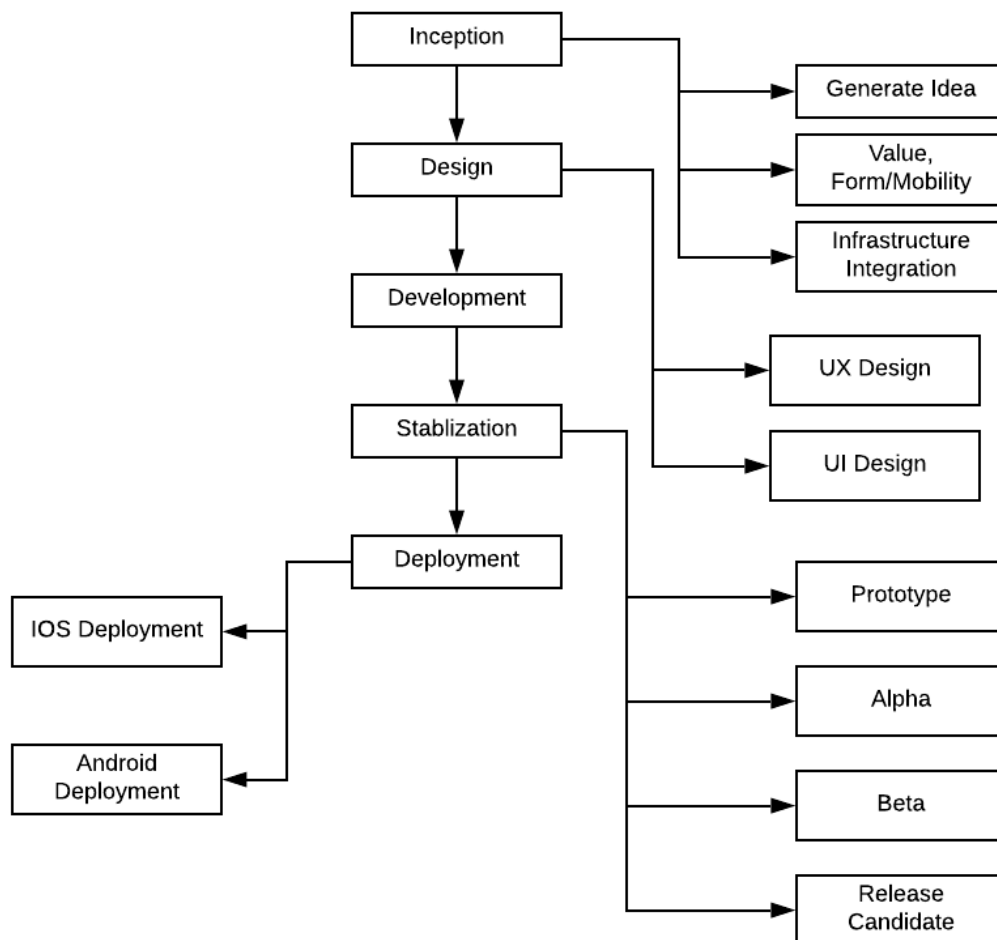 Inception
Generate Idea
Design
Value,
Form/Mobility
Infrastructure
Integration
Development
UX Design
Stablization
UI Design
Deployment
Prototype
IOS Deployment
Alpha
Android
Deployment
Beta
Release
Candidate